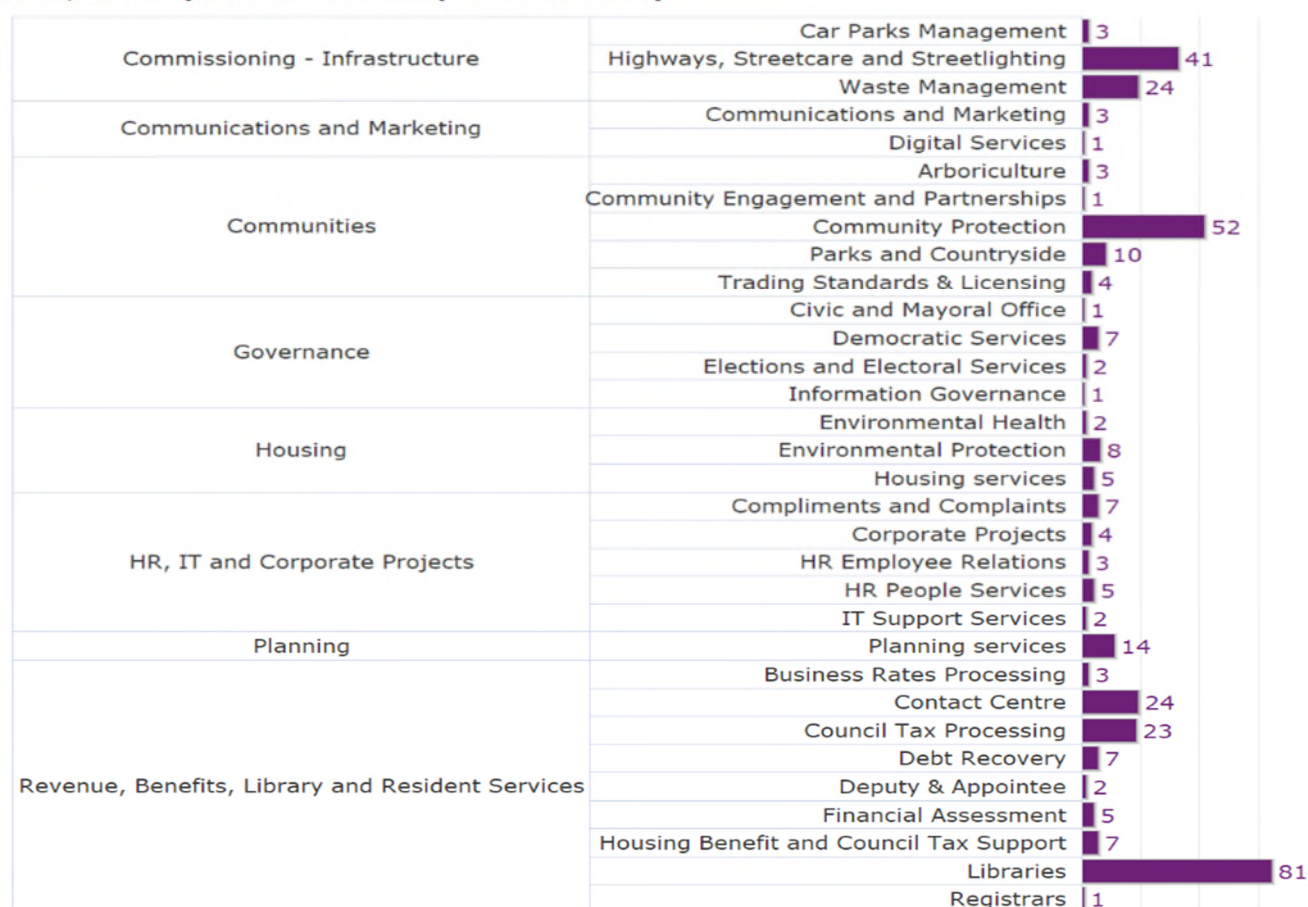 Commissioning - Infrastructure
Car Parks Management 3
Highways, Streetcare and Streetlighting 41
Waste Management 24
Communications and Marketing
Communications and Marketing 3
Digital Services 1
Communities
Arboriculture 3
Community Engagement and Partnerships 1
Community Protection 52
Parks and Countryside 10
Trading Standards & Licensing 4
Governance
Civic and Mayoral Office 1
Democratic Services 7
Elections and Electoral Services 2
Information Governance 1
Housing
Environmental Health 2
Environmental Protection 8
Housing services 5
HR, IT and Corporate Projects
Compliments and Complaints 7
Corporate Projects 4
HR Employee Relations 3
HR People Services 5
IT Support Services 2
Planning
Planning services 14
Revenue, Benefits, Library and Resident Services
Business Rates Processing 3
Contact Centre 24
Council Tax Processing 23
Debt Recovery 7
Deputy & Appointee 2
Financial Assessment 5
Housing Benefit and Council Tax Support 7
Libraries 81
Registrars 1